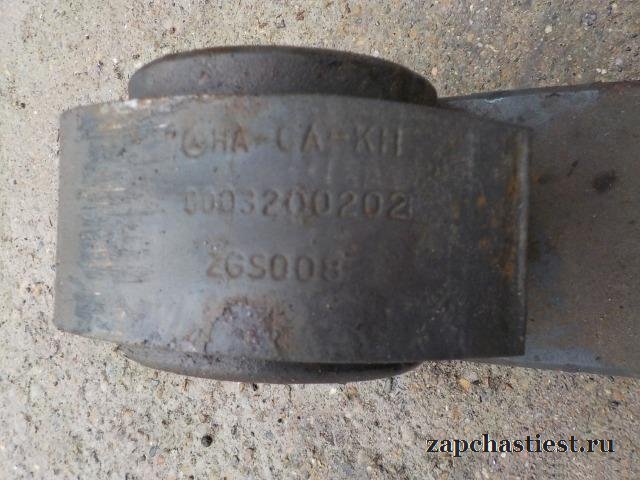 HA-CA-KH
0003200202
ZGS008
zapchastiest.ru